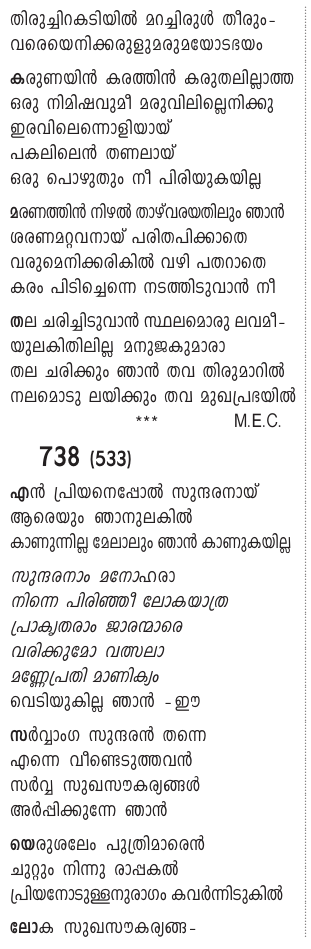 തിരുച്ചിറകടിയിൽ മറച്ചിരുൾ തീരും-
വരെയെനിക്കരുളുമരുമയോടഭയം
കരുണയിൻ കരത്തിൻ കരുതലില്ലാത്ത
ഒരു നിമിഷവുമീ മരുവിലില്ലെനിക്കു
ഇരവിലെന്നൊളിയായ്
പകലിലെൻ തണലായ്
ഒരു പൊഴുതും നീ പിരിയുകയില്ല
മരണത്തിൻ നിഴൽ താഴ്വരയതിലും ഞാൻ
ശരണമറ്റവനായ് പരിതപിക്കാതെ
വരുമെനിക്കരികിൽ വഴി പതറാതെ
കരം പിടിച്ചെന്നെ നടത്തിടുവാൻ നീ
തല ചരിച്ചിടുവാൻ സ്ഥലമൊരു ലവമീ-
യുലകിതിലില്ല മനുജകുമാരാ
തല ചരിക്കും ഞാൻ തവ തിരുമാറിൽ
നലമൊടു ലയിക്കും തവ മുഖപ്രഭയിൽ
*** M.E.C.
738 (533)
എൻ പ്രിയനെപ്പോൽ സുന്ദരനായ്
ആരെയും ഞാനുലകിൽ
കാണുന്നില്ല മേലാലും ഞാൻ കാണുകയില്ല
സുന്ദരനാം മനോഹരാ
നിന്നെ പിരിഞ്ഞീ ലോകയാത്ര
പ്രാകൃതരാം ജാരന്മാരെ
വരിക്കുമോ വത്സലാ
മണ്ണേപ്രതി മാണിക്യം
വെടിയുകില്ല ഞാൻ -ഈ
സർവ്വാംഗ സുന്ദരൻ തന്നെ
എന്നെ വീണ്ടെടുത്തവൻ
സർവ്വ സുഖസൗകര്യങ്ങൾ
അർപ്പിക്കുന്നേ ഞാൻ
യെരുശലേം പുത്രിമാരെൻ
ചുറ്റും നിന്നു രാപ്പകൽ
പ്രിയനോടുള്ളനുരാഗം കവർന്നിടുകിൽ
ലോക സുഖസൗകര്യങ്ങ-